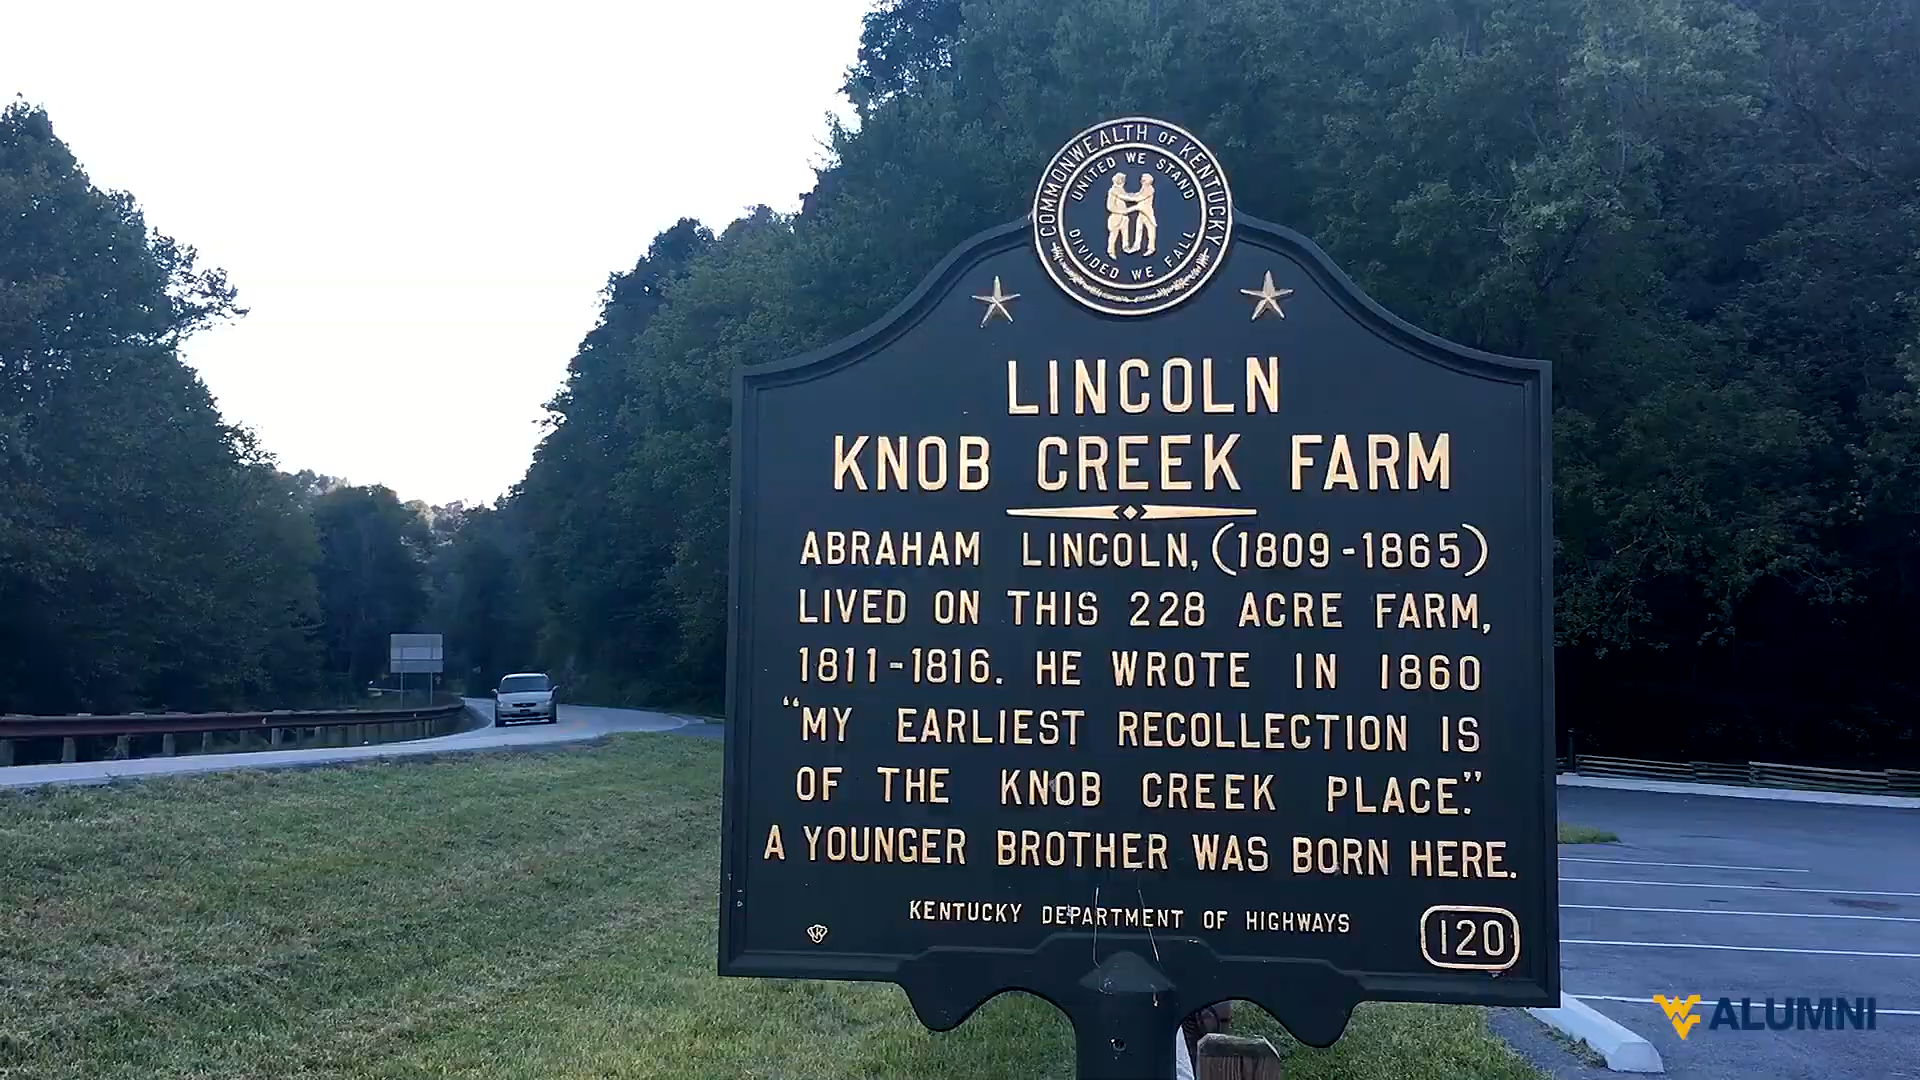 COMMONWEALTH OF KENTUCKY
UNITED WE STAND
DIVIDED WE FALL
LINCOLN
KNOB CREEK FARM
ABRAHAM LINCOLN, (1809-1865)
LIVED ON THIS 228 ACRE FARM,
1811-1816. HE WROTE IN 1860
“MY EARLIEST RECOLLECTION IS
OF THE KNOB CREEK PLACE.”
A YOUNGER BROTHER WAS BORN HERE.
KENTUCKY DEPARTMENT OF HIGHWAYS
120
WV ALUMNI